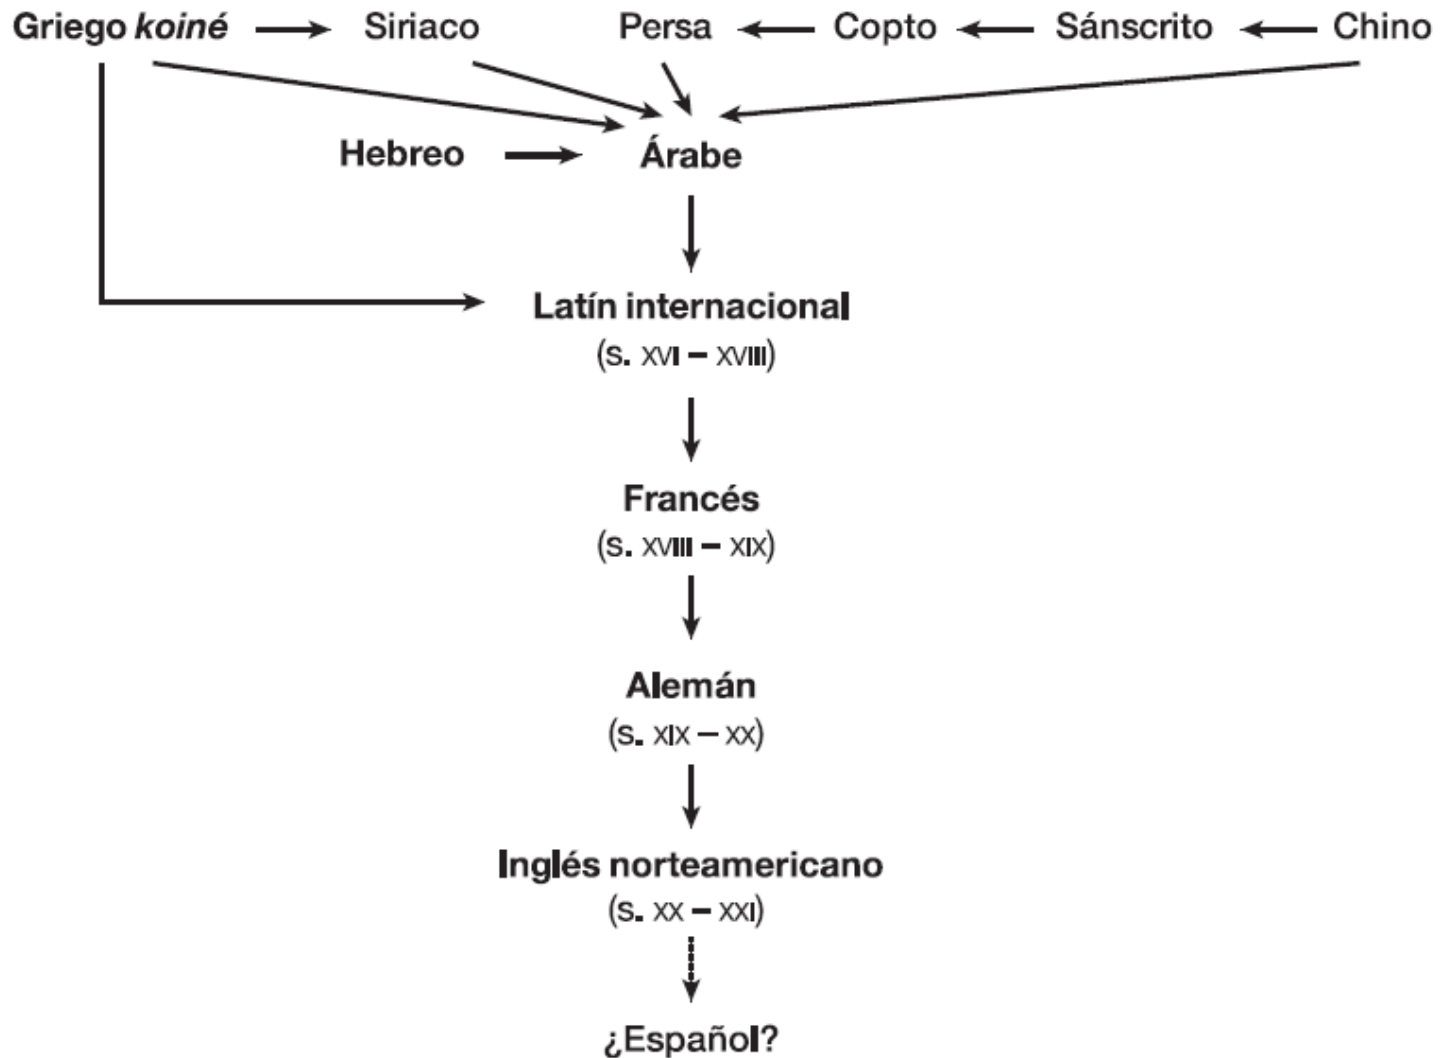 Griego koiné Siriaco Persa Copto Sánscrito Chino
Hebreo Árabe
Latín internacional
(s. XVI – XVIII)
Francés
(s. XVIII – XIX)
Alemán
(s. XIX – XX)
Inglés norteamericano
(s. XX – XXI)
¿Español?